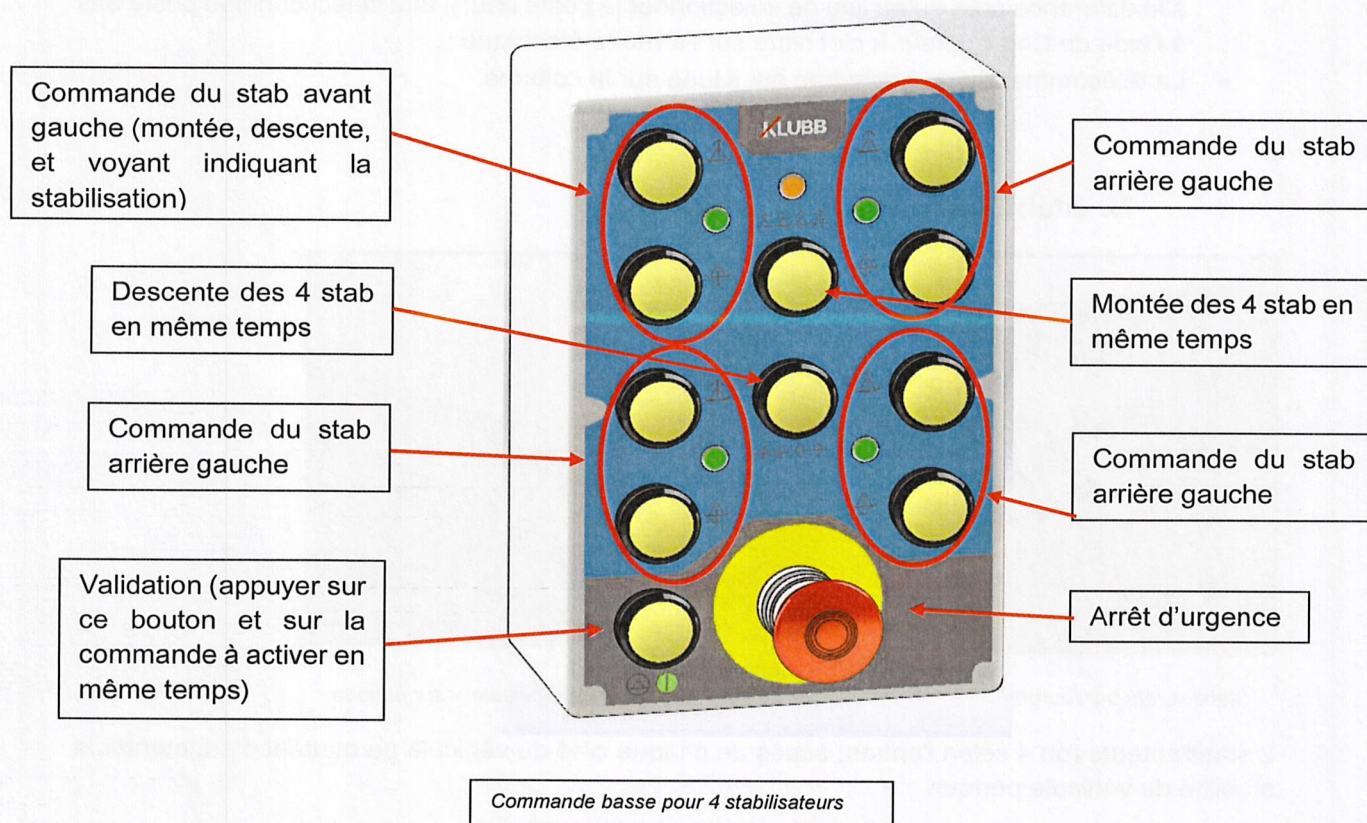 Commande du stab avant
gauche (montée, descente,
et voyant indiquant la
stabilisation)
Descente des 4 stab
en même temps
Commande du stab
arrière gauche
Validation (appuyer sur
ce bouton et sur la
commande à activer en
même temps)
KLUBB
Commande du stab
arrière gauche
Montée des 4 stab en
même temps
Commande du stab
arrière gauche
Arrêt d'urgence
Commande basse pour 4 stabilisateurs